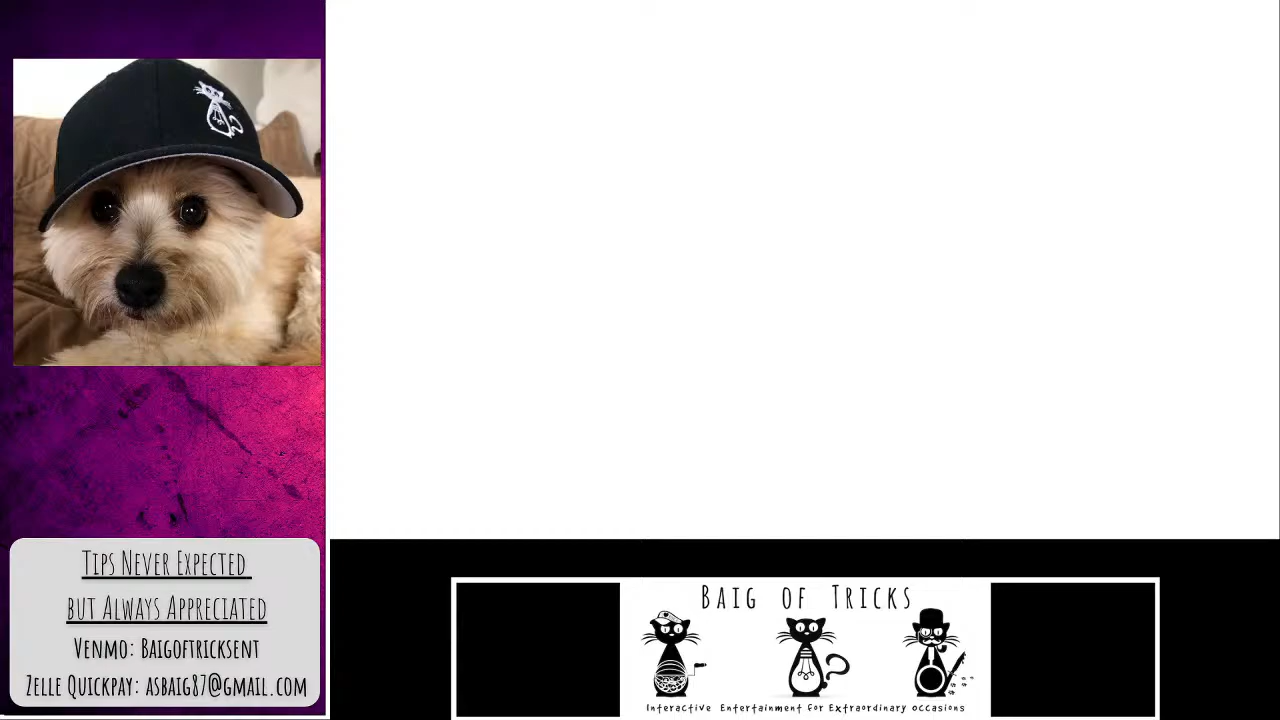 Tips Never Expected
but Always Appreciated
Venmo: Baigoftricksent
Zelle Quickpay: asbaig87@gmail.com
Baig of Tricks
Interactive Entertainment for Extraordinary occasions